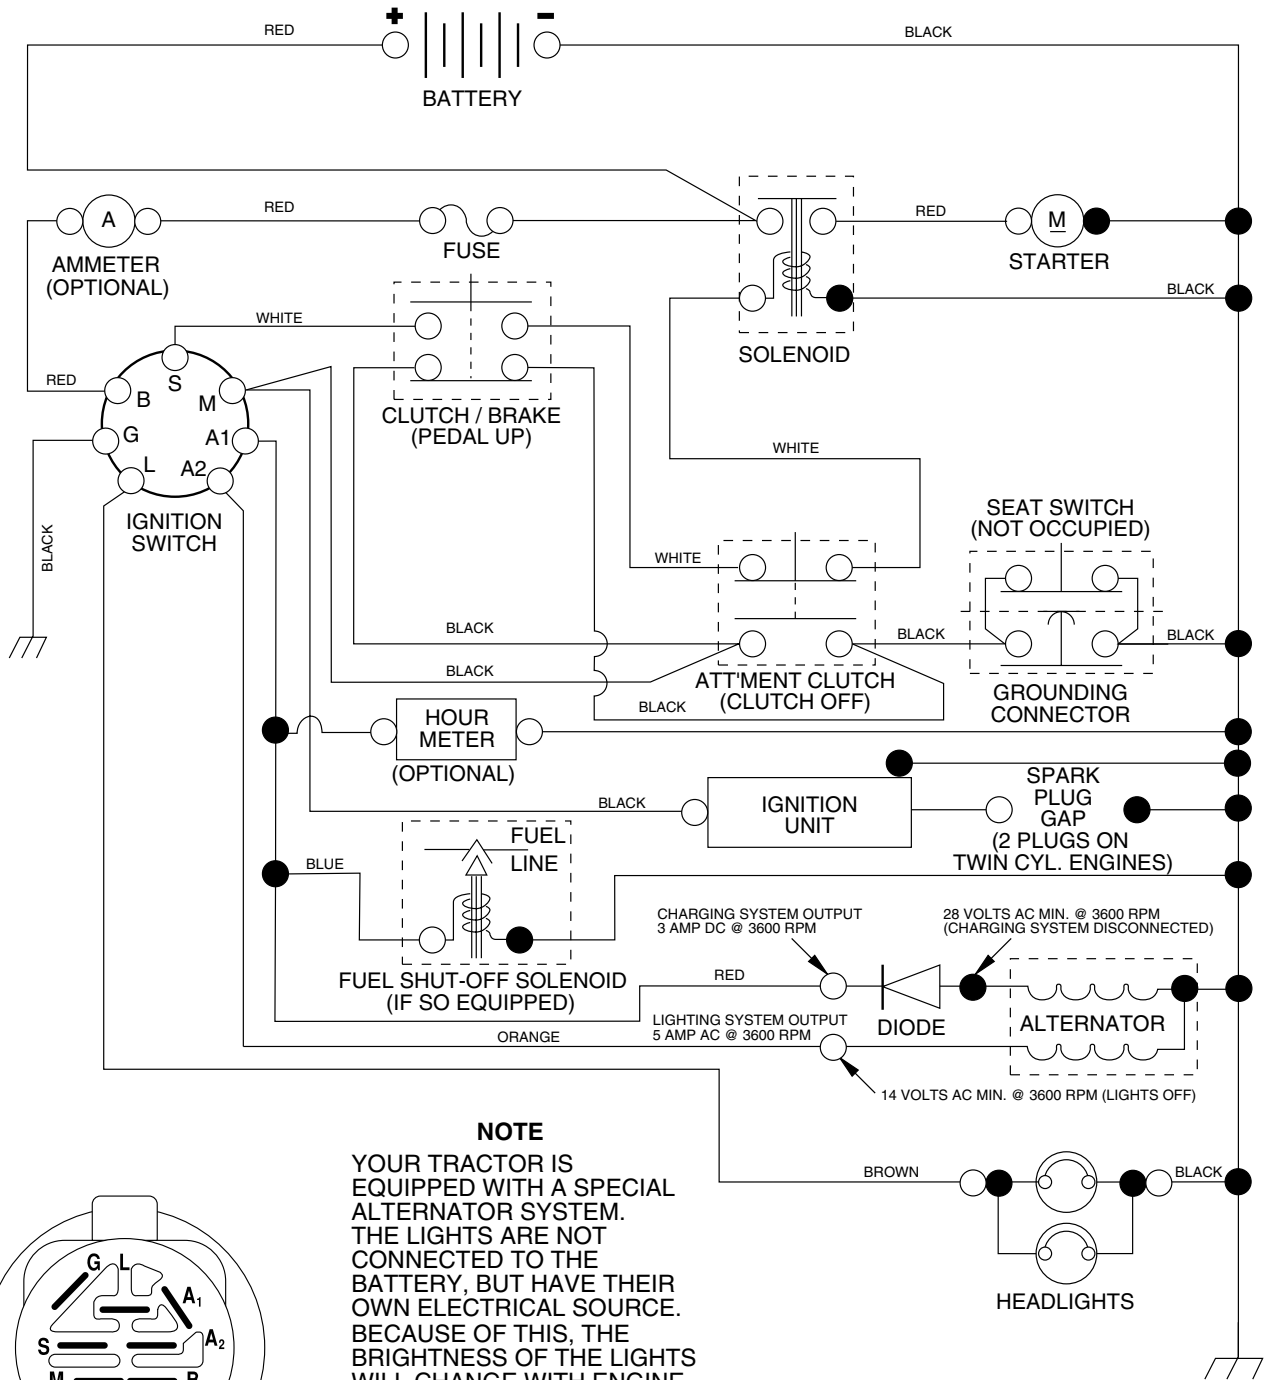 + -
RED
BLACK
BATTERY
A
RED
FUSE
RED
M
AMMETER
(OPTIONAL)
STARTER
BLACK
WHITE
SOLENOID
RED
S
B
M
CLUTCH / BRAKE
(PEDAL UP)
G
A1
L
A2
WHITE
IGNITION
SWITCH
BLACK
SEAT SWITCH
(NOT OCCUPIED)
WHITE
BLACK
BLACK
BLACK
BLACK
ATT'MENT CLUTCH
(CLUTCH OFF)
GROUNDING
CONNECTOR
BLACK
HOUR
METER
(OPTIONAL)
BLACK
IGNITION
UNIT
SPARK
PLUG
GAP
(2 PLUGS ON
TWIN CYL. ENGINES)
FUEL
LINE
BLUE
CHARGING SYSTEM OUTPUT
3 AMP DC @ 3600 RPM
28 VOLTS AC MIN. @ 3600 RPM
(CHARGING SYSTEM DISCONNECTED)
FUEL SHUT-OFF SOLENOID
(IF SO EQUIPPED)
RED
DIODE
ALTERNATOR
LIGHTING SYSTEM OUTPUT
5 AMP AC @ 3600 RPM
ORANGE
14 VOLTS AC MIN. @ 3600 RPM (LIGHTS OFF)
BROWN
BLACK
HEADLIGHTS
NOTE
YOUR TRACTOR IS
EQUIPPED WITH A SPECIAL
ALTERNATOR SYSTEM.
THE LIGHTS ARE NOT
CONNECTED TO THE
BATTERY, BUT HAVE THEIR
OWN ELECTRICAL SOURCE.
BECAUSE OF THIS, THE
BRIGHTNESS OF THE LIGHTS
WILL CHANGE WITH ENGINE
G L
A1
S
A2
M
B